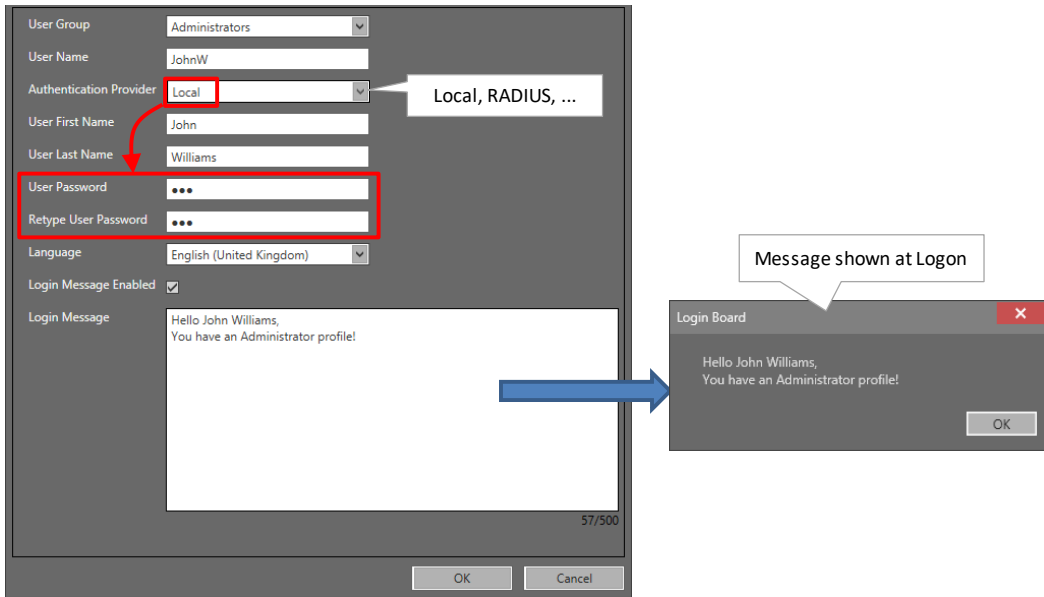 User Group
Administrators
User Name
JohnW
Authentication Provider
Local
Local, RADIUS, ...
User First Name
John
User Last Name
Williams
User Password
•••
Retype User Password
•••
Language
English (United Kingdom)
Login Message Enabled
Login Message
Hello John Williams,
You have an Administrator profile!
57/500
OK
Cancel
Message shown at Logon
Login Board
Hello John Williams,
You have an Administrator profile!
OK